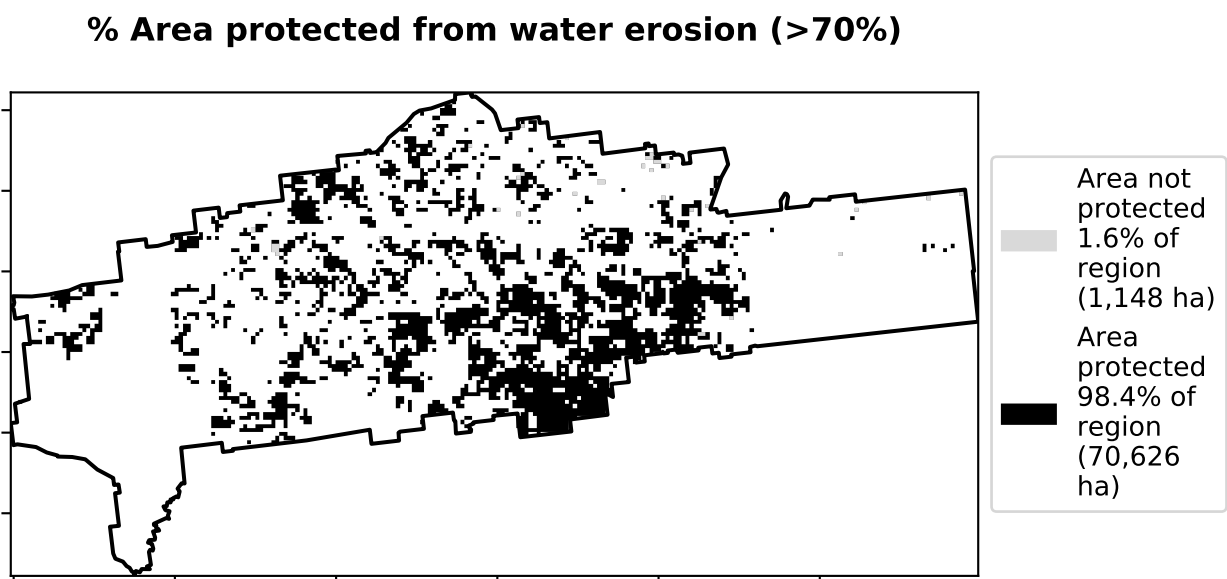 % Area protected from water erosion (>70%)
Area not
protected
1.6% of
region
(1,148 ha)
Area
protected
98.4% of
region
(70,626
ha)